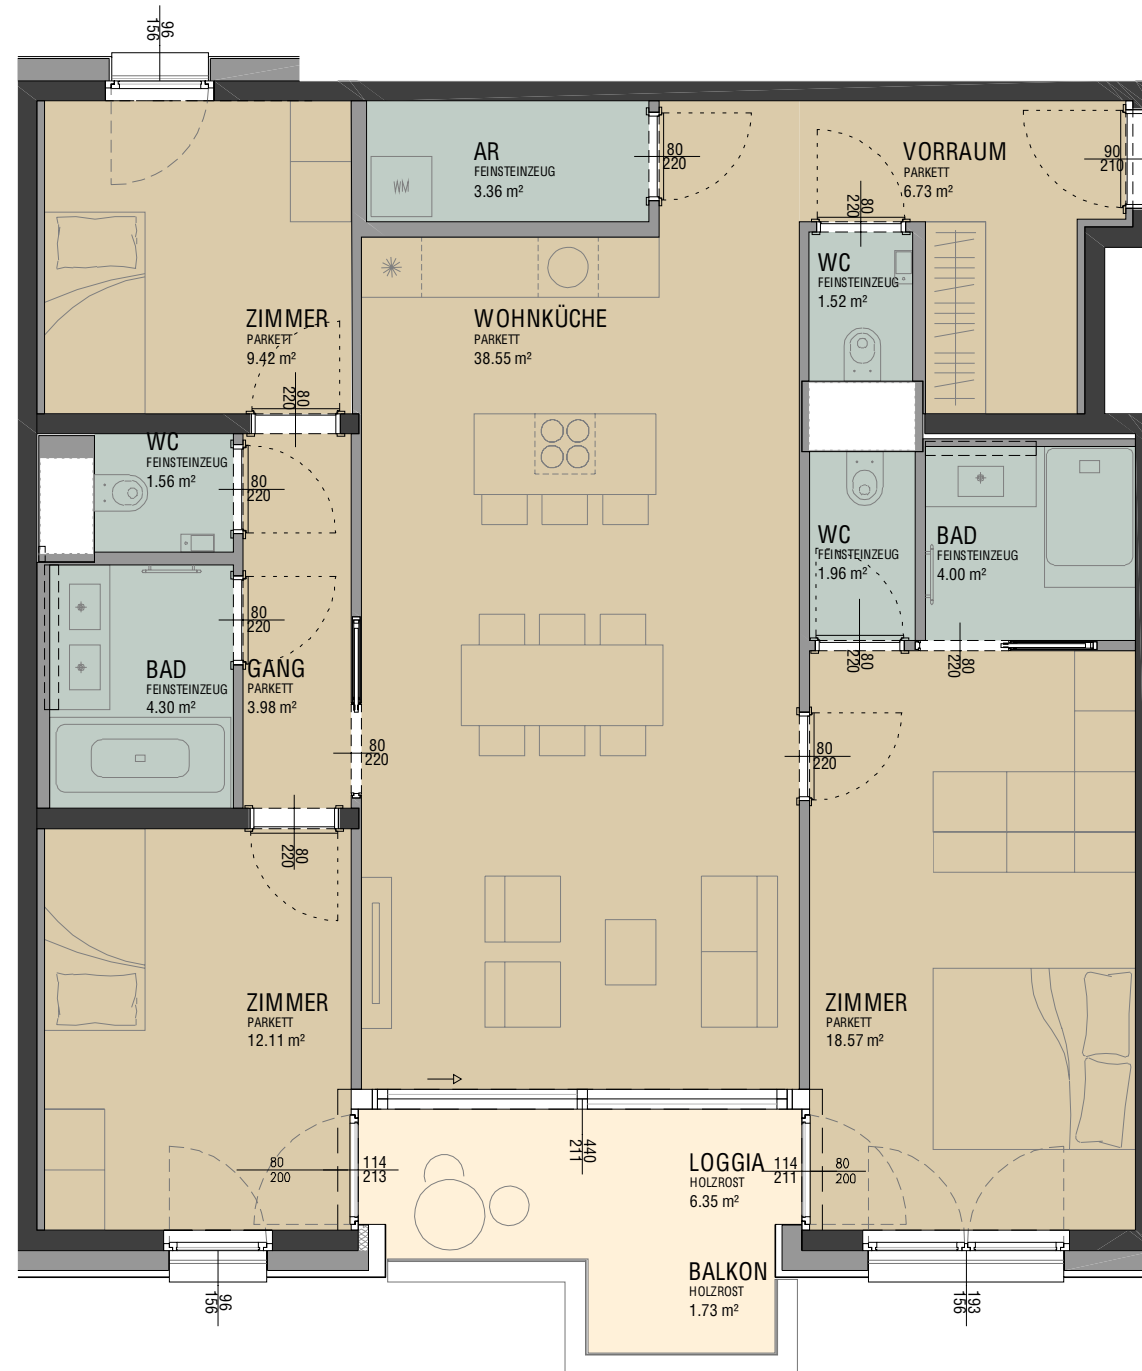 96
156
AR
FEINSTEINZEUG
3.36 m²
WM
80
220
VORRAUM
PARKETT
6.73 m²
90
210
80
220
WC
FEINSTEINZEUG
1.52 m²
ZIMMER
PARKETT
9.42 m²
WOHNKÜCHE
PARKETT
38.55 m²
80
220
WC
FEINSTEINZEUG
1.56 m²
80
220
WC
FEINSTEINZEUG
1.96 m²
BAD
FEINSTEINZEUG
4.00 m²
80
220
80
220
80
220
BAD
FEINSTEINZEUG
4.30 m²
GANG
PARKETT
3.98 m²
80
220
80
220
80
220
ZIMMER
PARKETT
12.11 m²
ZIMMER
PARKETT
18.57 m²
80
200
114
213
440
211
LOGGIA
HOLZROST
6.35 m²
114
211
80
200
BALKON
HOLZROST
1.73 m²
96
156
193
156